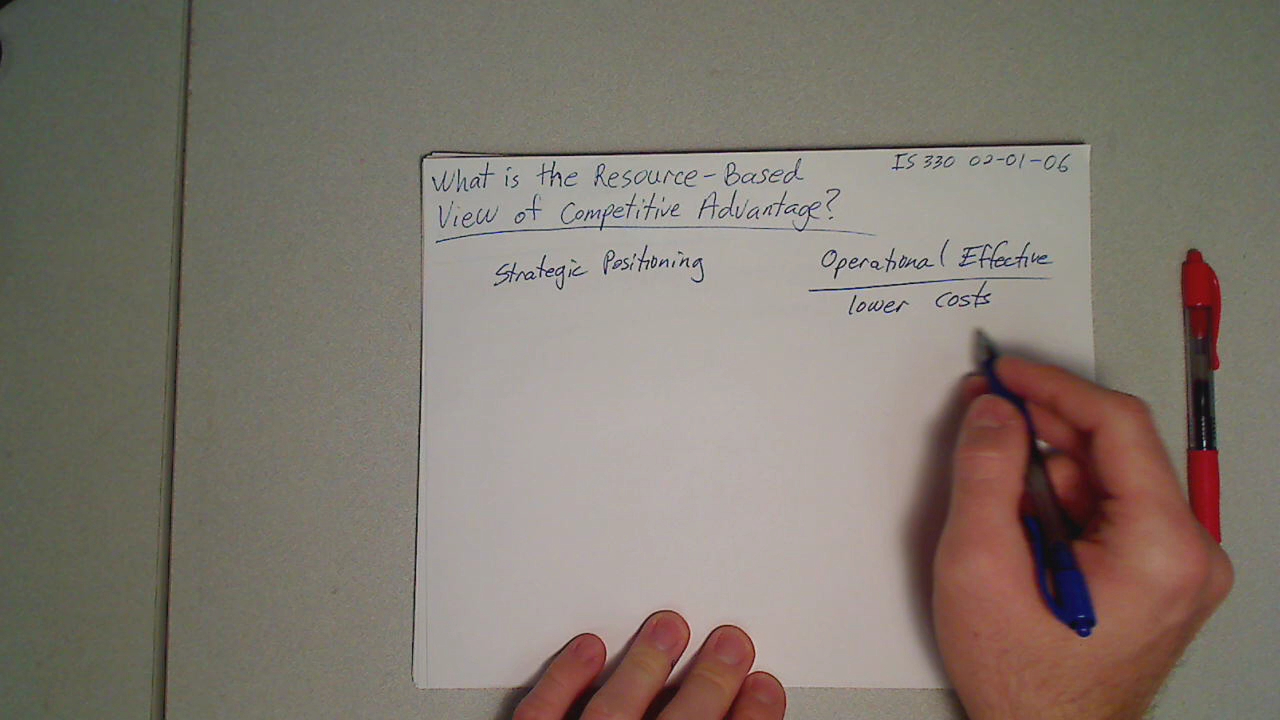 What is the Resource-Based
View of Competitive Advantage?
IS 330 02-01-06
Strategic Positioning
Operational Effective
lower costs